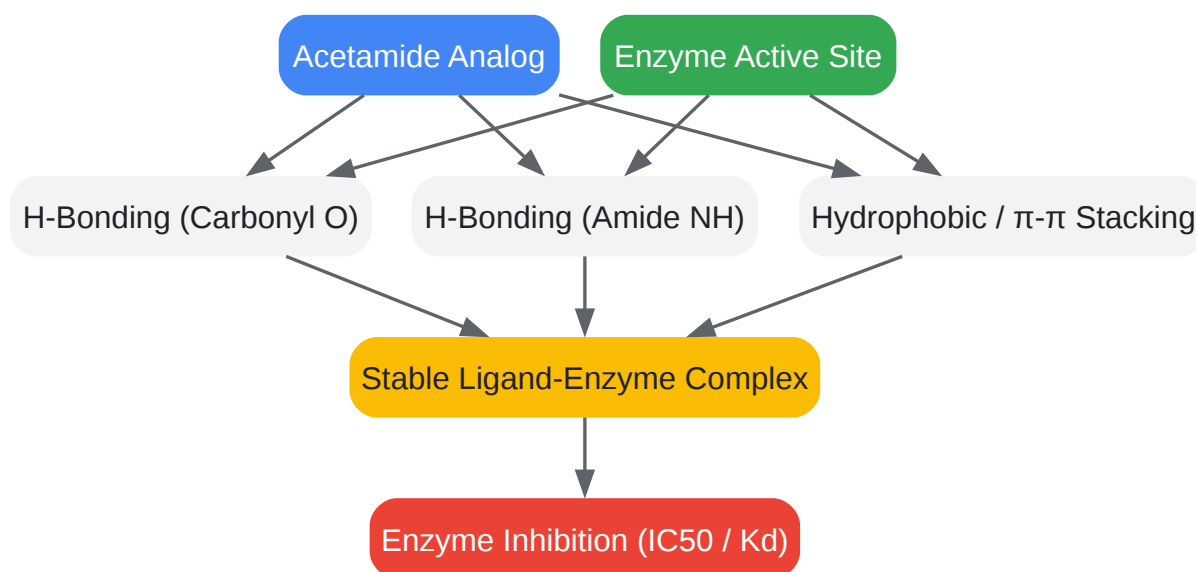 Acetamide Analog
Enzyme Active Site
H-Bonding (Carbonyl O)
H-Bonding (Amide NH)
Hydrophobic / π-π Stacking
Stable Ligand-Enzyme Complex
Enzyme Inhibition (IC50 / Kd)